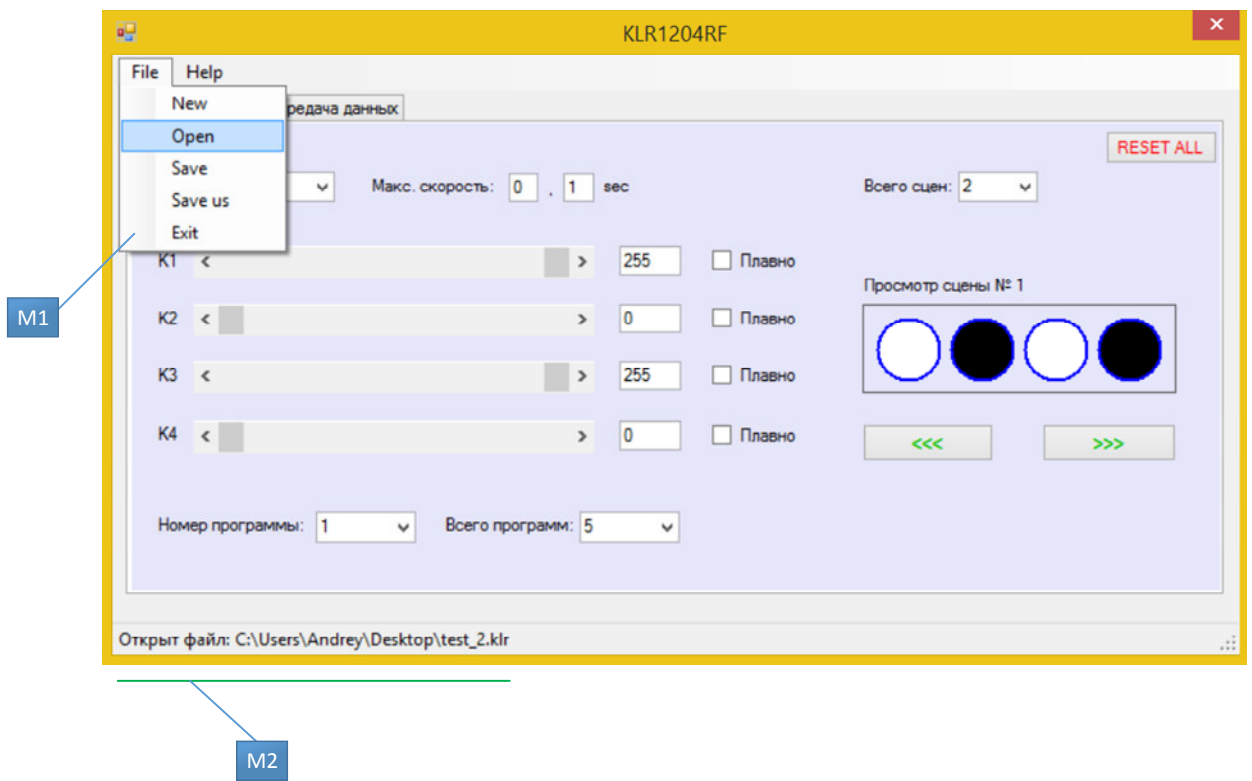 KLR1204RF
File Help
New
Open
Save
Save us
Exit
редача данных
RESET ALL
Макс. скорость: 0 , 1 sec
Всего сцен: 2
K1 255 Плавно
Просмотр сцены № 1
K2 0 Плавно
K3 255 Плавно
K4 0 Плавно
<<< >>>
Номер программы: 1 Всего программ: 5
Открыт файл: C:\Users\Andrey\Desktop\test_2.klr
M1
M2